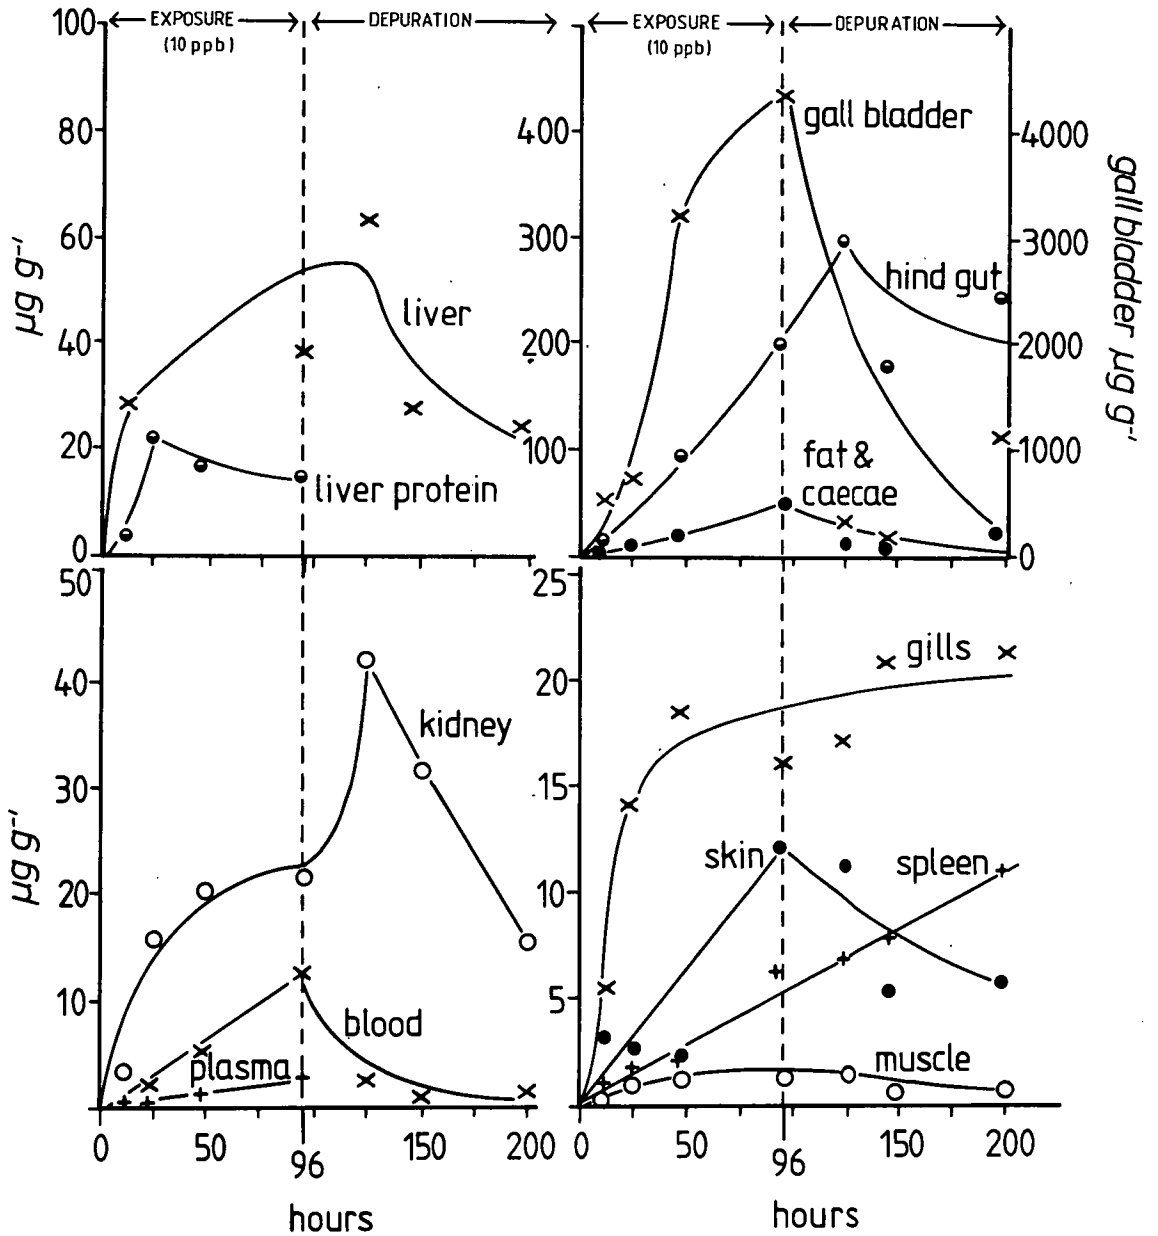 EXPOSURE DEPURATION
(10 ppb)
100
80
60
40
20
0
µg g⁻¹
liver
liver protein
EXPOSURE DEPURATION
(10 ppb)
400
300
200
100
4000
3000
2000
1000
0
gall bladder µg g⁻¹
gall bladder
hind gut
fat &
caecae
50
40
30
20
10
µg g⁻¹
kidney
blood
plasma
0 50 96 150 200
hours
25
20
15
10
5
gills
skin
spleen
muscle
0 50 96 150 200
hours